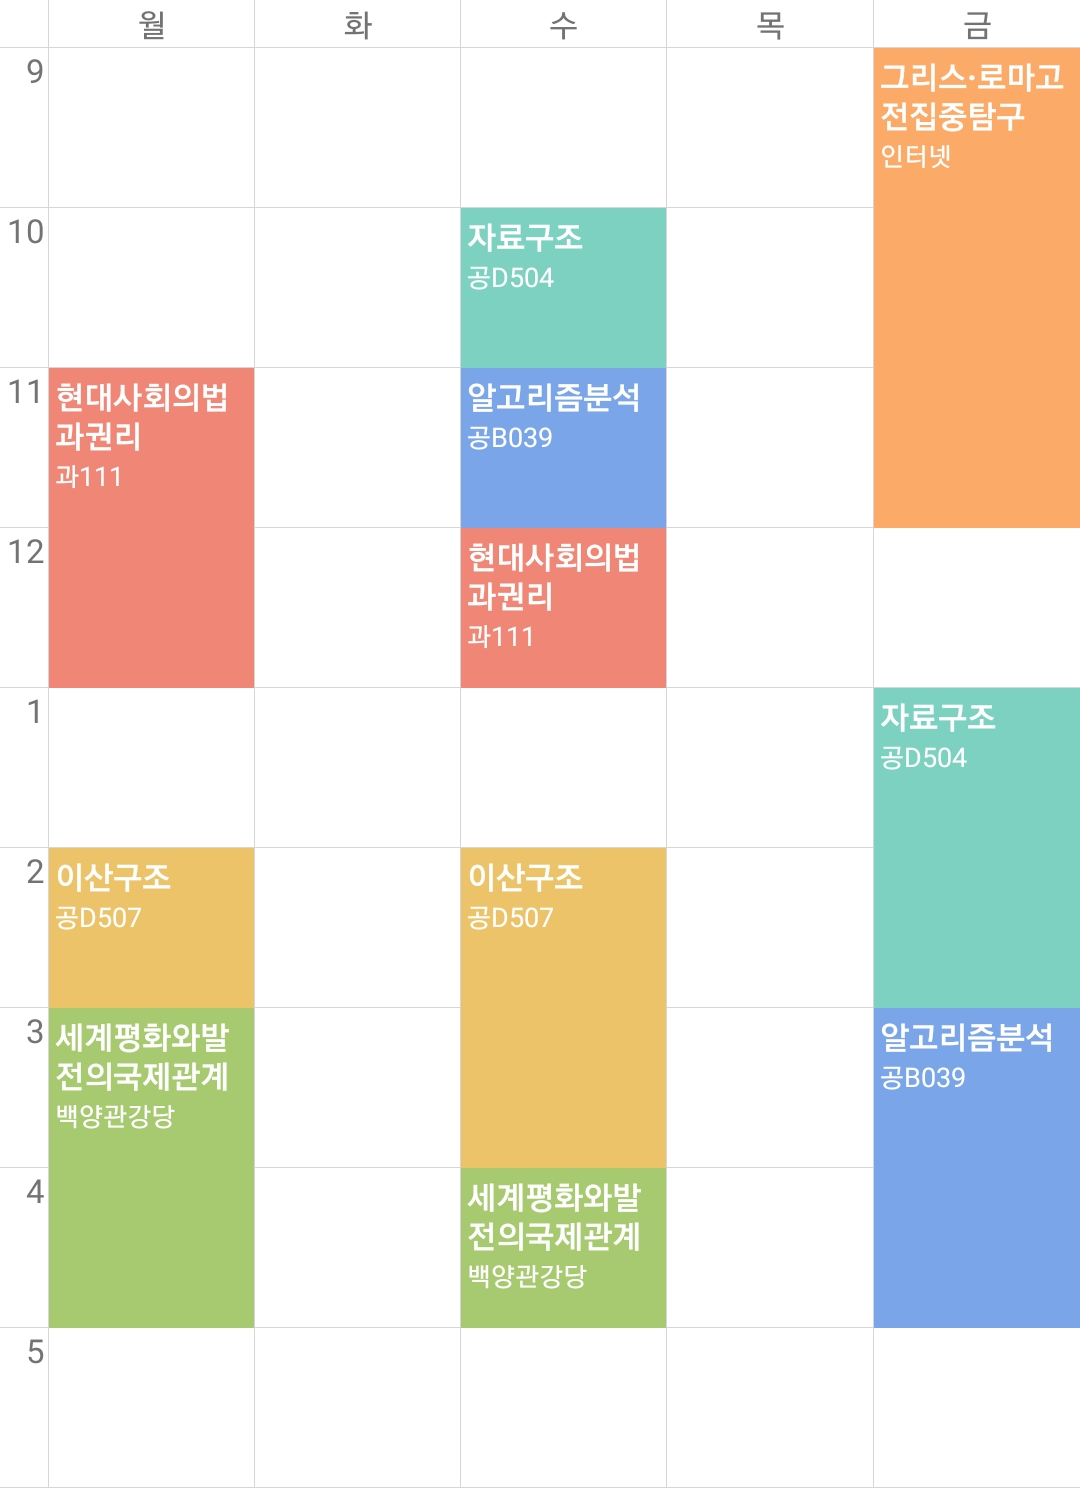 월 화 수 목 금
9
그리스·로마고
전집중탐구
인터넷
10
자료구조
공D504
11
현대사회의법
과권리
과111
알고리즘분석
공B039
12
현대사회의법
과권리
과111
1
자료구조
공D504
2
이산구조
공D507
이산구조
공D507
3
세계평화와발
전의국제관계
백양관강당
알고리즘분석
공B039
4
세계평화와발
전의국제관계
백양관강당
5